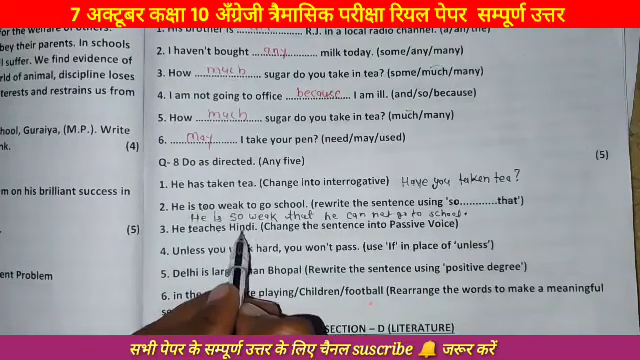 7 अक्टूबर कक्षा 10 अँग्रेजी त्रैमासिक परीक्षा रियल पेपर सम्पूर्ण उत्तर
for the welfare of others.
bey their parents. In schools
l suffer. We find evidence of
rld of animal, discipline loses
terests and restrains us from
hool, Guraiya, (M.P.). Write
nk. (4)
m on his brilliant success in
(5)
ent Problem
1. His brother is ........................ R.J. in a local radio channel. (a/an/the)
2. I haven't bought ....any.... milk today. (some/any/many)
3. How ....much.... sugar do you take in tea? (some/much/many)
4. I am not going to office ....because.... I am ill. (and/so/because)
5. How ....much.... sugar do you take in tea? (much/many)
6. ....may.... I take your pen? (need/may/used)
Q- 8 Do as directed. (Any five) (5)
1. He has taken tea. (Change into interrogative) Have you taken tea?
2. He is too weak to go school. (rewrite the sentence using 'so............that')
He is so weak that he can not go to school.
3. He teaches Hindi. (Change the sentence into Passive Voice)
4. Unless you hard, you won't pass. (use 'If' in place of 'unless')
5. Delhi is than Bhopal (Rewrite the sentence using 'positive degree')
6. in the playing/Children/football (Rearrange the words to make a meaningful
SECTION – D (LITERATURE)
सभी पेपर के सम्पूर्ण उत्तर के लिए चैनल suscribe 🔔 जरूर करें